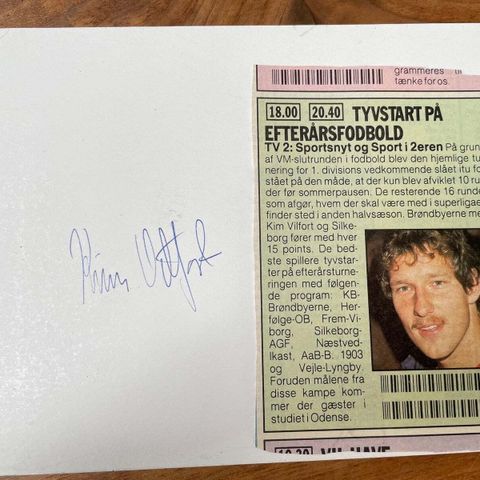 grammeres
tænke for os.
18.00 20.40 TYVSTART PÅ
EFTERÅRSFODBOLD
TV 2: Sportsnyt og Sport i 2eren På grun
af VM-slutrunden i fodbold blev den hjemlige tu
nering for 1. divisions vedkommende slået itu fo
stået på den måde, at der kun blev afviklet 10 run
der før sommerpausen. De resterende 16 runde
som afgør, hvem der skal være med i superligae
finder sted i anden halvsæson. Brøndbyerne me
Kim Vilfort og Silke-
borg fører med hver
15 points. De bed-
ste spillere tyvstar-
ter på efterårsturne-
ringen med følgen-
de program: KB-
Brøndbyerne, Her-
følge-OB, Frem-Vi-
borg, Silkeborg-
AGF, Næstved-
Ikast, AaB-B. 1903
og Vejle-Lyngby.
Foruden målene fra
disse kampe kom-
mer der gæster i
studiet i Odense.
Kim Vilfort